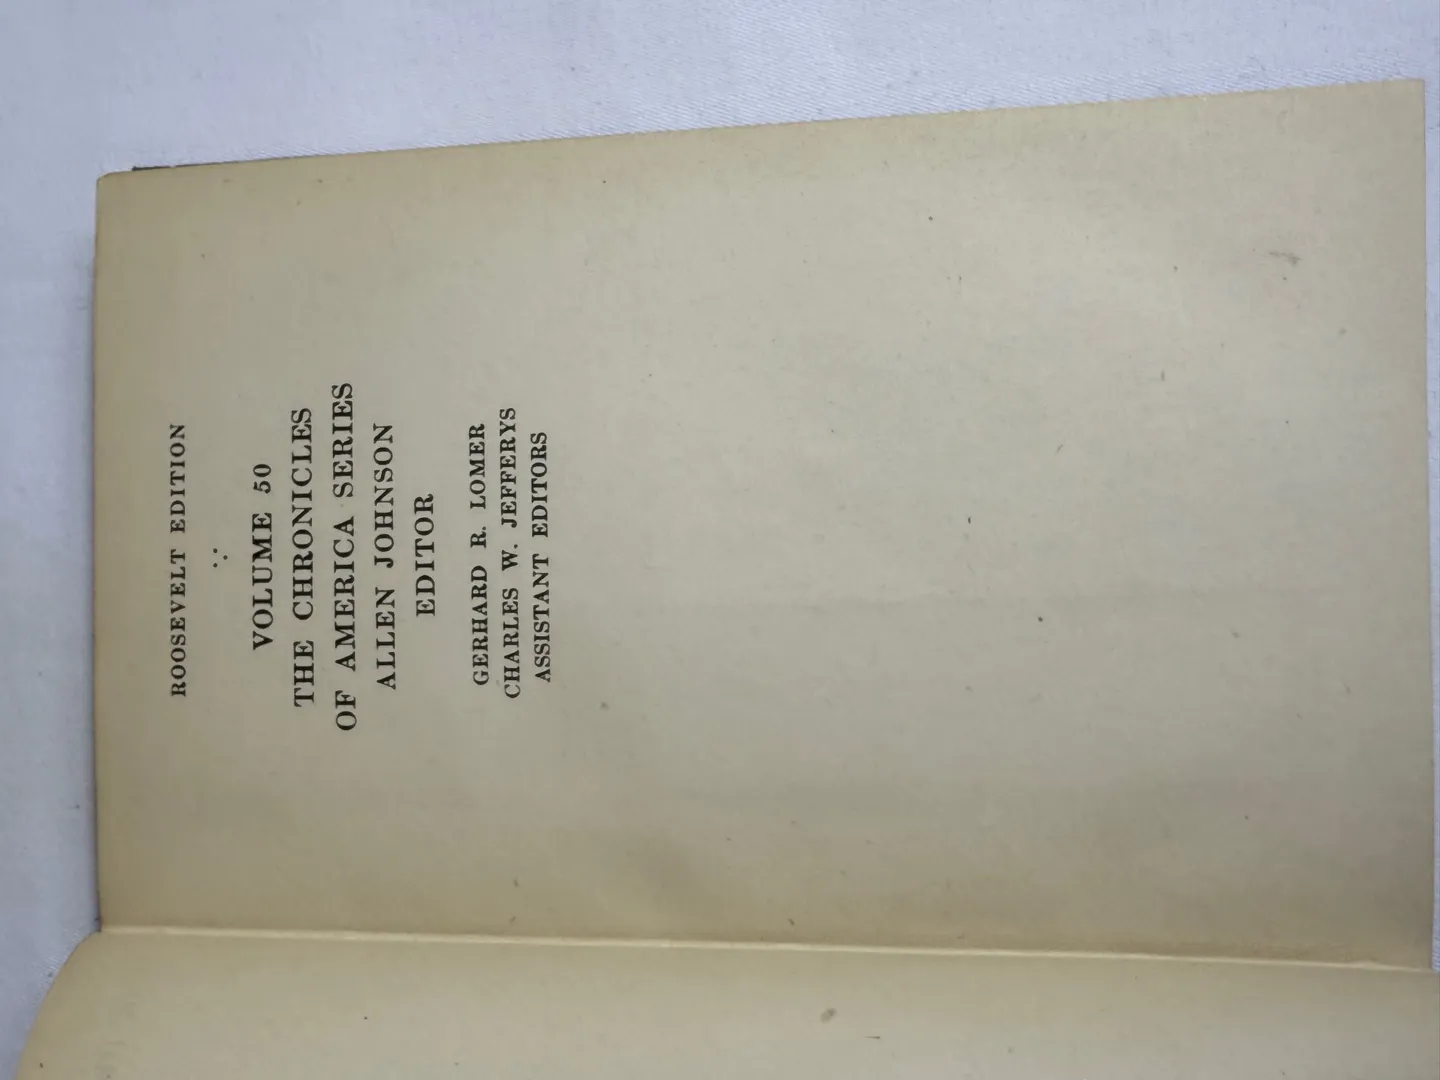 ROOSEVELT EDITION
VOLUME 50
THE CHRONICLES
OF AMERICA SERIES
ALLEN JOHNSON
EDITOR
GERHARD R. LOMER
CHARLES W. JEFFERYS
ASSISTANT EDITORS